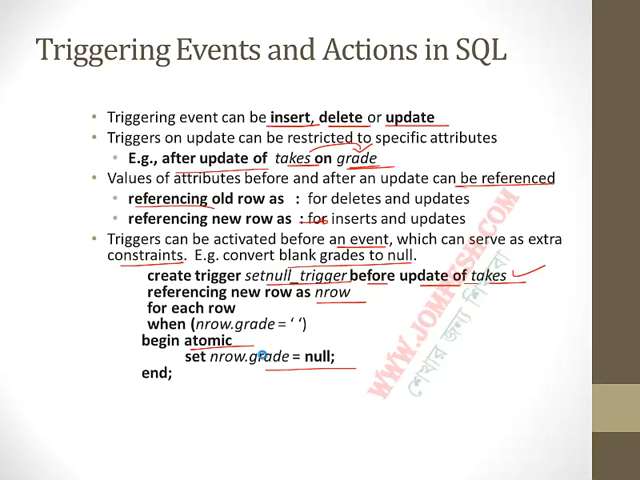 Triggering Events and Actions in SQL
• Triggering event can be insert, delete or update
• Triggers on update can be restricted to specific attributes
• E.g., after update of takes on grade
• Values of attributes before and after an update can be referenced
• referencing old row as : for deletes and updates
• referencing new row as : for inserts and updates
• Triggers can be activated before an event, which can serve as extra
constraints. E.g. convert blank grades to null.
create trigger setnull_trigger before update of takes
referencing new row as nrow
for each row
when (nrow.grade = ‘ ‘)
begin atomic
set nrow.grade = null;
end;
WWW.JOMPESH.COM
শেখার জন্য শিক্ষা